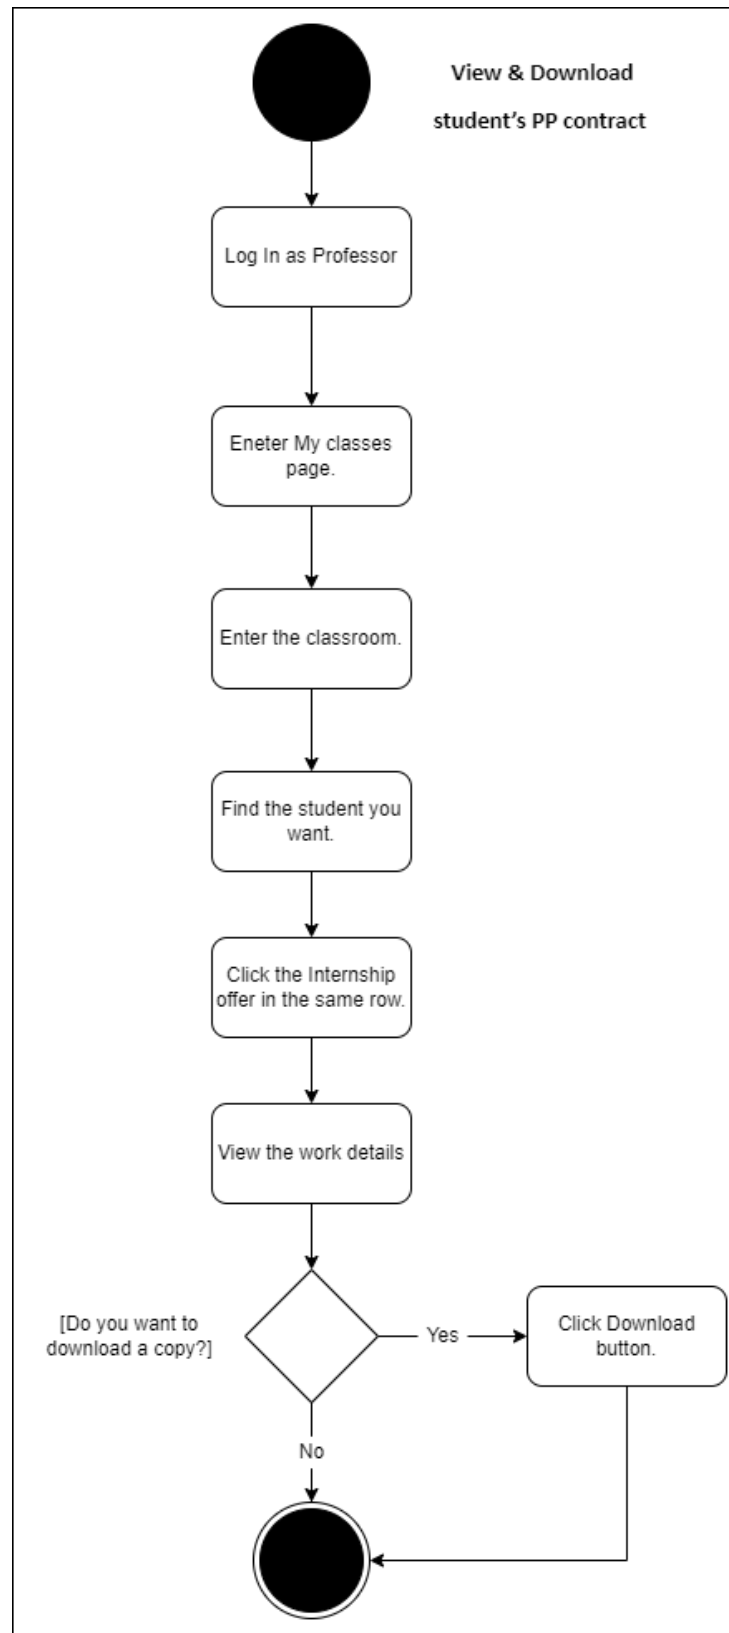 View & Download
student's PP contract
Log In as Professor
Eneter My classes
page.
Enter the classroom.
Find the student you
want.
Click the Internship
offer in the same row.
View the work details
[Do you want to
download a copy?]
Yes
Click Download
button.
No